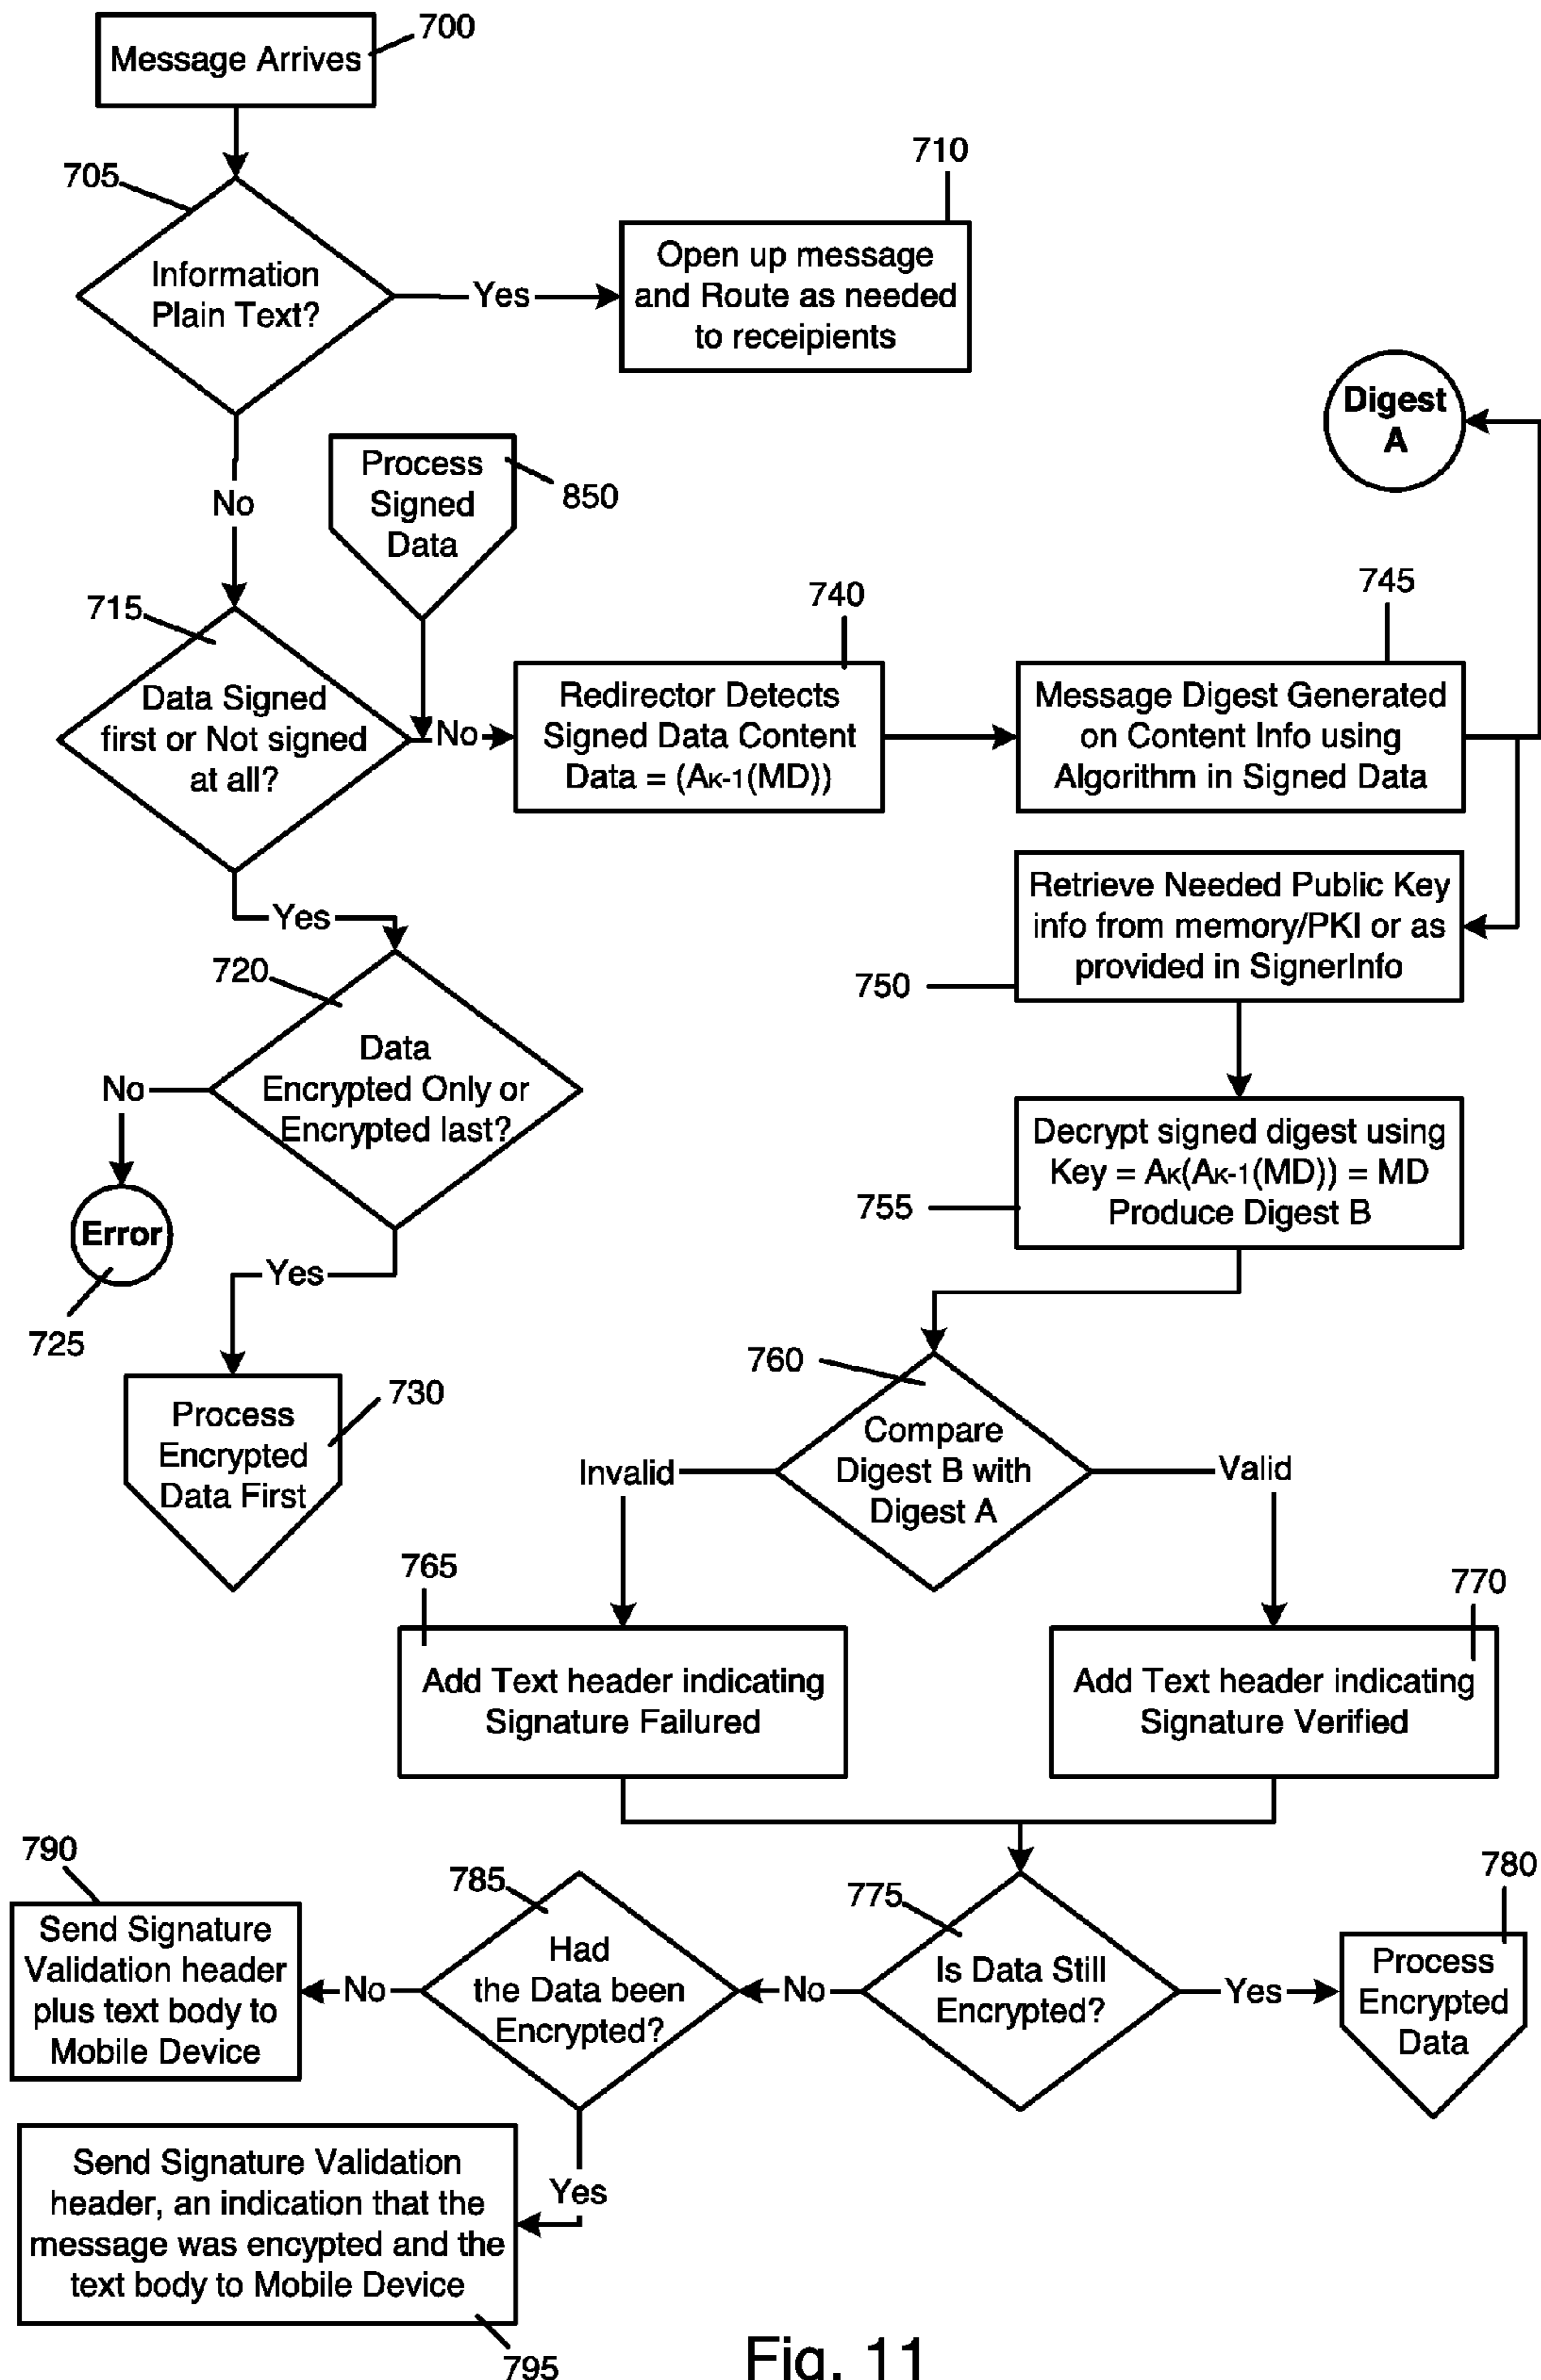 Message Arrives
700
705
Information
Plain Text?
Yes
710
Open up message
and Route as needed
to receipients
Digest
A
No
Process
Signed
Data
850
715
Data Signed
first or Not signed
at all?
No
740
Redirector Detects
Signed Data Content
Data = (AK-1(MD))
745
Message Digest Generated
on Content Info using
Algorithm in Signed Data
Retrieve Needed Public Key
info from memory/PKI or as
provided in SignerInfo
750
Yes
720
Data
Encrypted Only or
Encrypted last?
No
Error
725
Yes
Decrypt signed digest using
Key = AK(AK-1(MD)) = MD
Produce Digest B
755
730
Process
Encrypted
Data First
760
Compare
Digest B with
Digest A
Invalid
Valid
765
Add Text header indicating
Signature Failured
770
Add Text header indicating
Signature Verified
790
Send Signature
Validation header
plus text body to
Mobile Device
No
785
Had
the Data been
Encrypted?
No
775
Is Data Still
Encrypted?
Yes
780
Process
Encrypted
Data
Yes
Send Signature Validation
header, an indication that the
message was encypted and the
text body to Mobile Device
795
Fig. 11